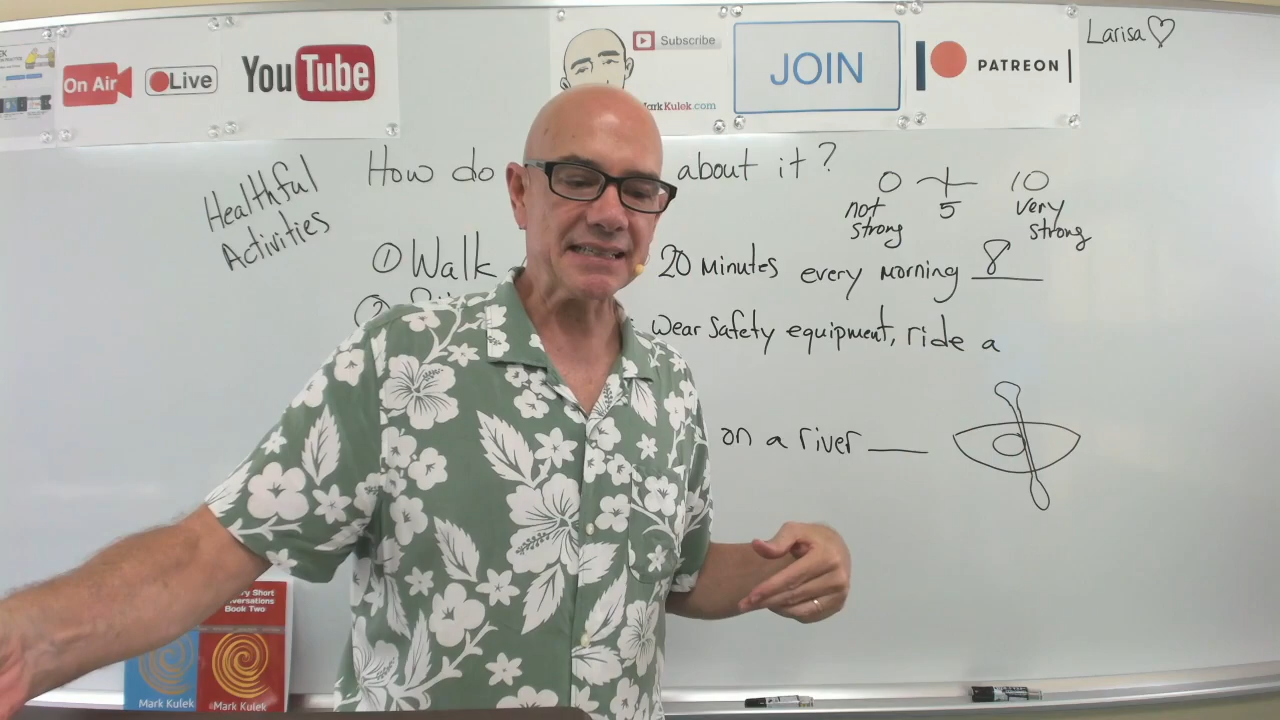 On Air
Live
YouTube
Subscribe
MarkKulek.com
JOIN
PATREON
Larisa
Healthful
Activities
How do about it?
0 10
not 5 very
strong strong
① Walk 20 Minutes every morning 8
②
Wear Safety equipment, ride a
on a river
Short
Book Two
Mark Kulek
Mark Kulek